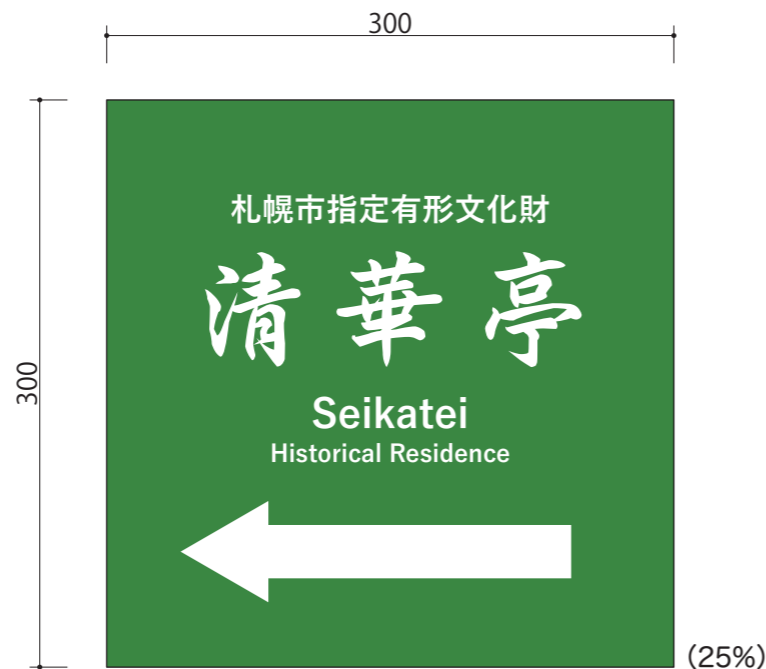 300
300
札幌市指定有形文化財
清華亭
Seikatei
Historical Residence
(25%)